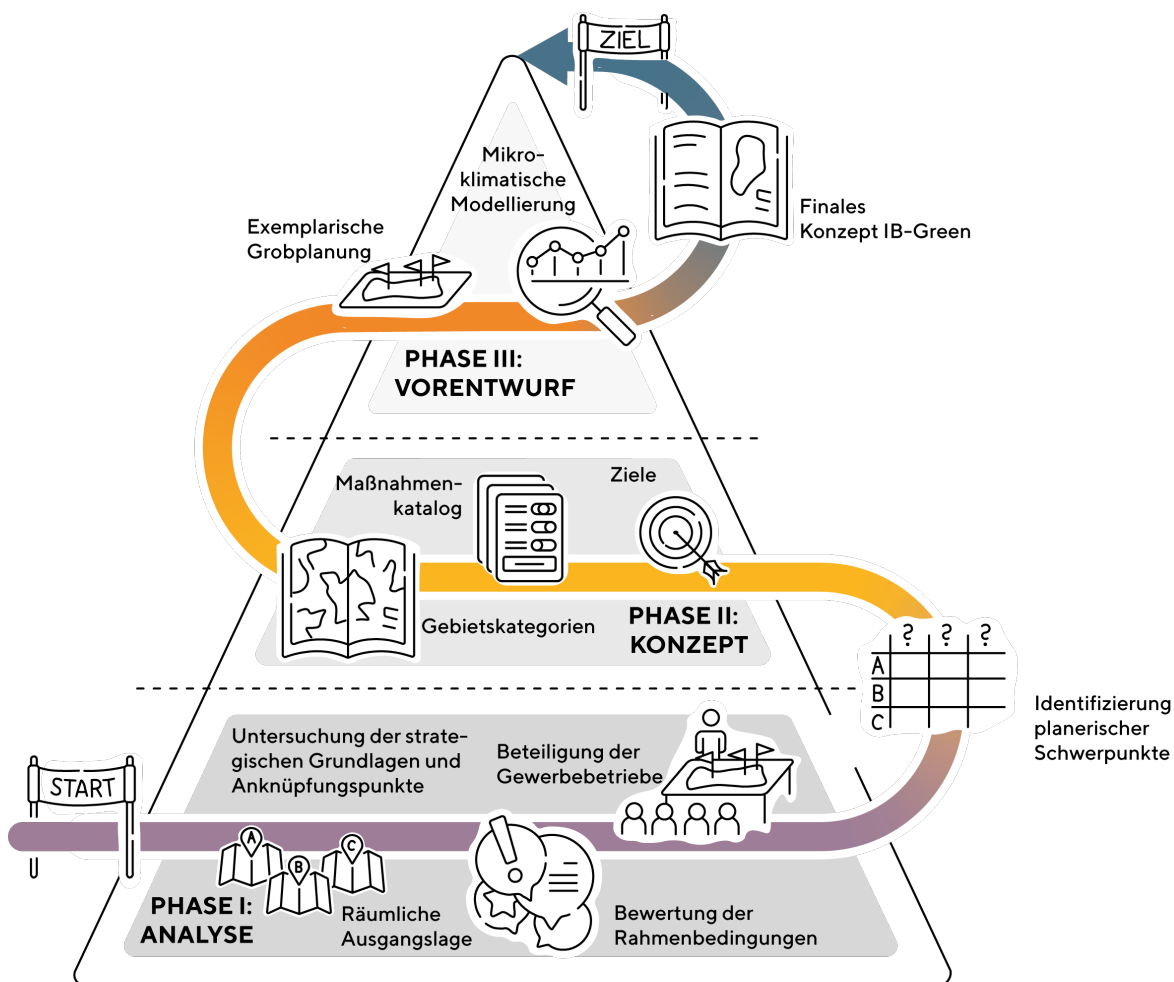 ZIEL
Mikro-
klimatische
Modellierung
Finales
Konzept IB-Green
Exemplarische
Grobplanung
PHASE III:
VORENTWURF
Maßnahmen-
katalog
Ziele
Gebietskategorien
PHASE II:
KONZEPT
? ? ?
A
B
C
Identifizierung
planerischer
Schwerpunkte
Untersuchung der strate-
gischen Grundlagen und
Anknüpfungspunkte
Beteiligung der
Gewerbebetriebe
START
A
B
C
PHASE I:
ANALYSE
Räumliche
Ausgangslage
Bewertung der
Rahmenbedingungen